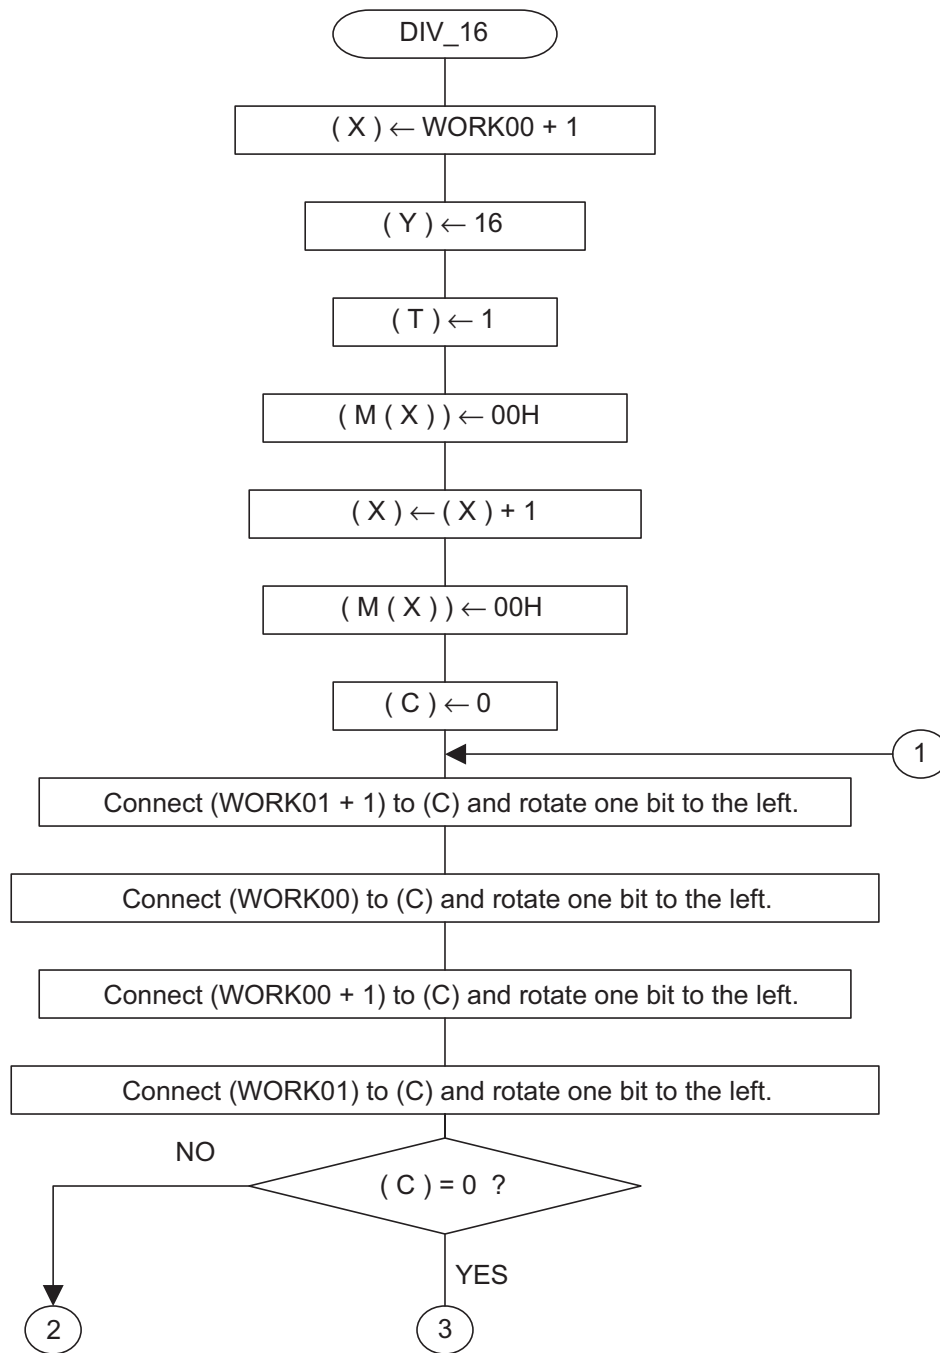 DIV_16
( X ) ← WORK00 + 1
( Y ) ← 16
( T ) ← 1
( M ( X ) ) ← 00H
( X ) ← ( X ) + 1
( M ( X ) ) ← 00H
( C ) ← 0
1
Connect (WORK01 + 1) to (C) and rotate one bit to the left.
Connect (WORK00) to (C) and rotate one bit to the left.
Connect (WORK00 + 1) to (C) and rotate one bit to the left.
Connect (WORK01) to (C) and rotate one bit to the left.
NO
( C ) = 0 ?
YES
2
3